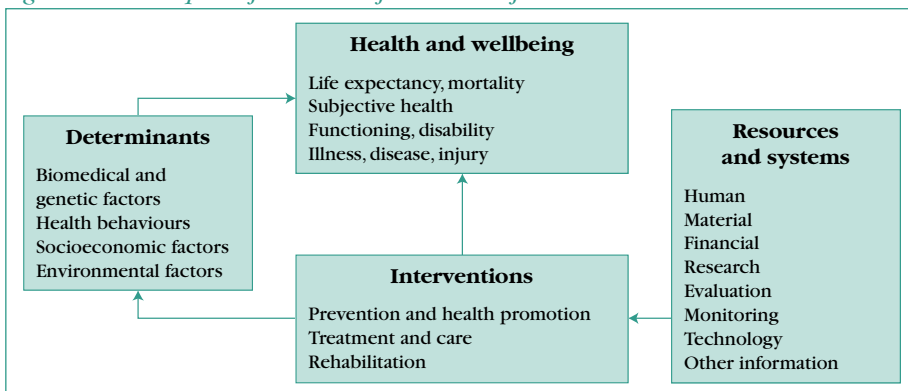 Health and wellbeing
Life expectancy, mortality
Subjective health
Functioning, disability
Illness, disease, injury
Determinants
Biomedical and
genetic factors
Health behaviours
Socioeconomic factors
Environmental factors
Interventions
Prevention and health promotion
Treatment and care
Rehabilitation
Resources
and systems
Human
Material
Financial
Research
Evaluation
Monitoring
Technology
Other information